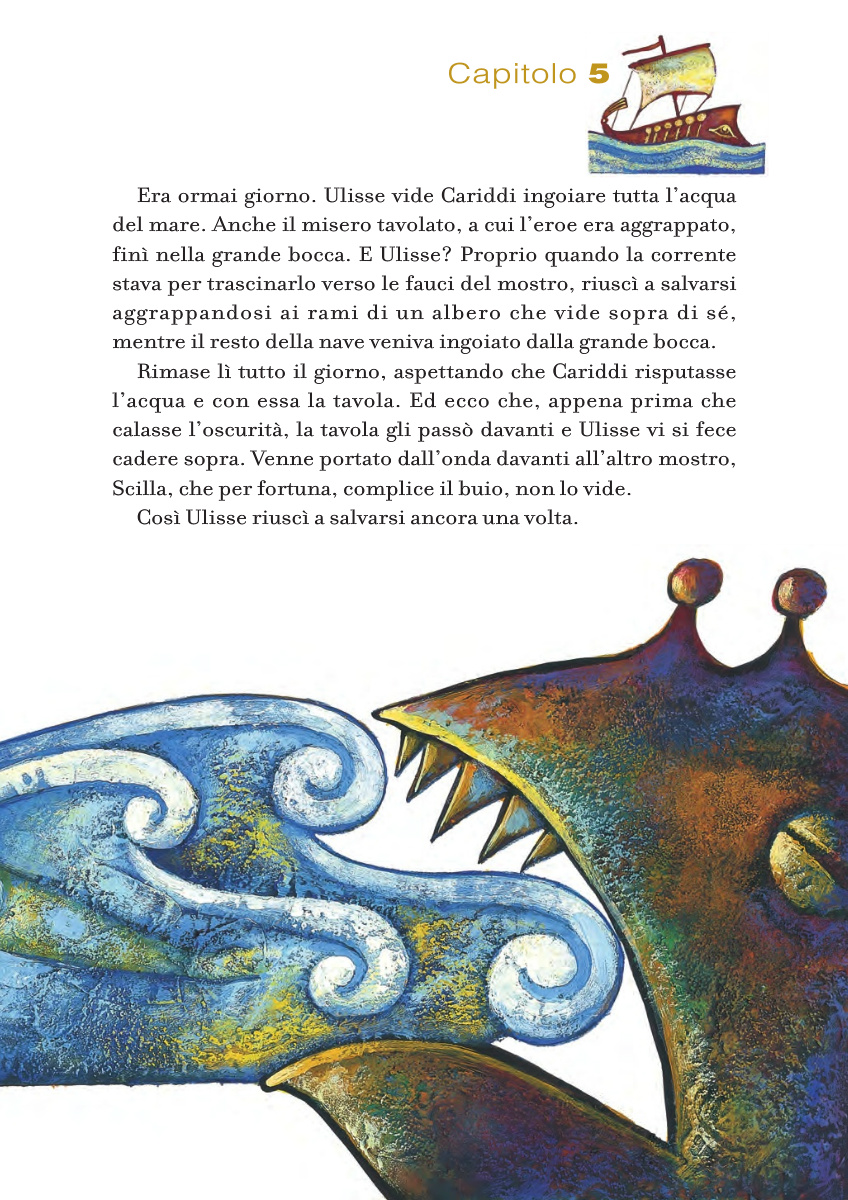 Capitolo 5
Era ormai giorno. Ulisse vide Cariddi ingoiare tutta l’acqua
del mare. Anche il misero tavolato, a cui l’eroe era aggrappato,
finì nella grande bocca. E Ulisse? Proprio quando la corrente
stava per trascinarlo verso le fauci del mostro, riuscì a salvarsi
aggrappandosi ai rami di un albero che vide sopra di sé,
mentre il resto della nave veniva ingoiato dalla grande bocca.
Rimase lì tutto il giorno, aspettando che Cariddi risputasse
l’acqua e con essa la tavola. Ed ecco che, appena prima che
calasse l’oscurità, la tavola gli passò davanti e Ulisse vi si fece
cadere sopra. Venne portato dall’onda davanti all’altro mostro,
Scilla, che per fortuna, complice il buio, non lo vide.
Così Ulisse riuscì a salvarsi ancora una volta.